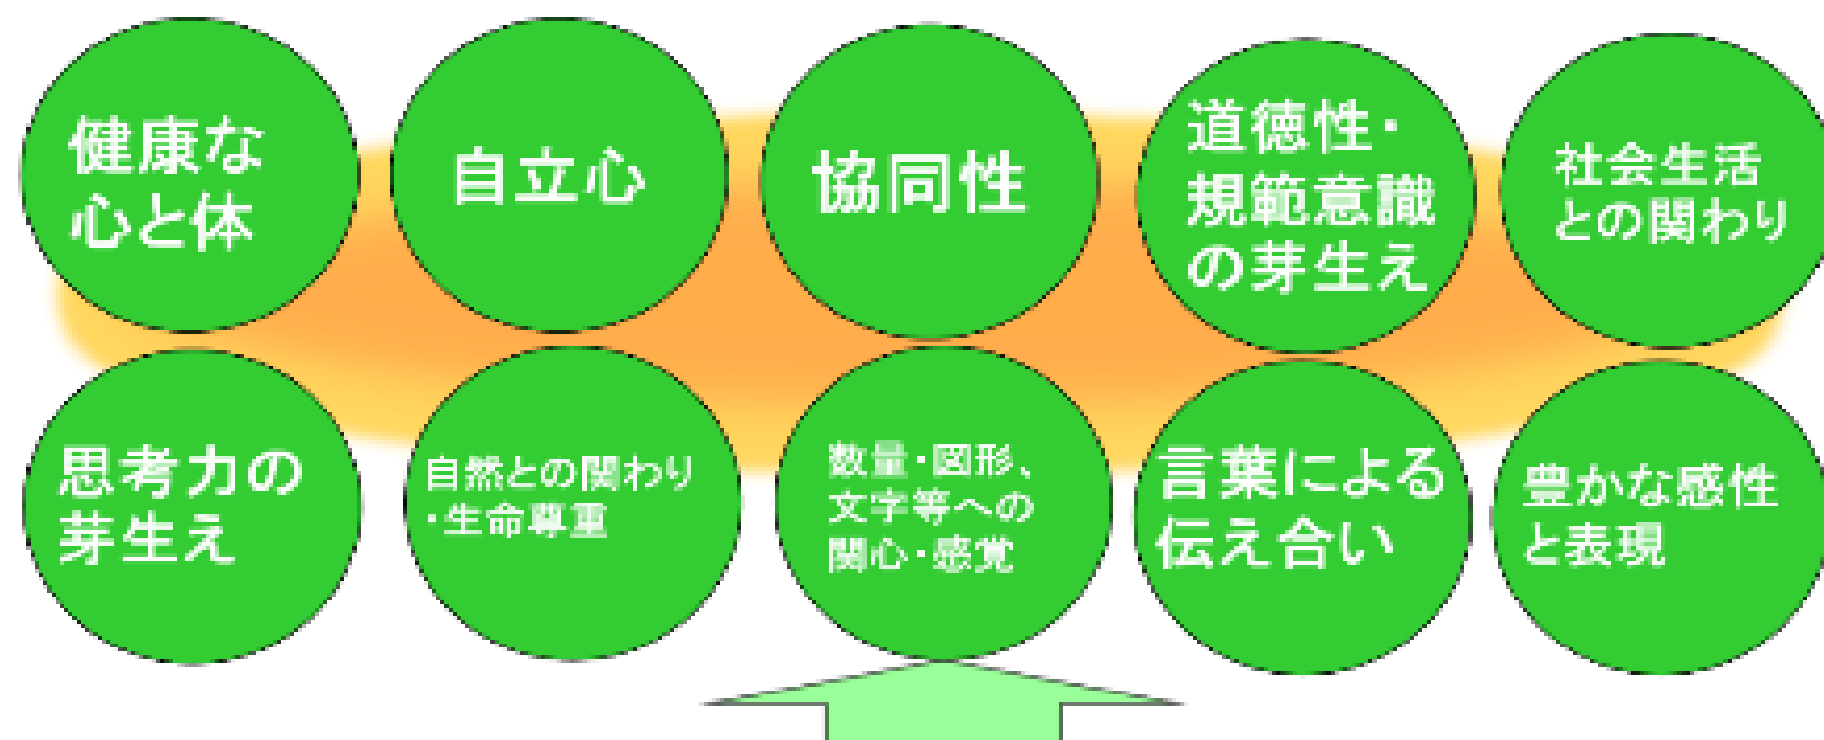 健康な
心と体
自立心
協同性
道徳性・
規範意識
の芽生え
社会生活
との関わり
思考力の
芽生え
自然との関わり
・生命尊重
数量・図形、
文字等への
関心・感覚
言葉による
伝え合い
豊かな感性
と表現